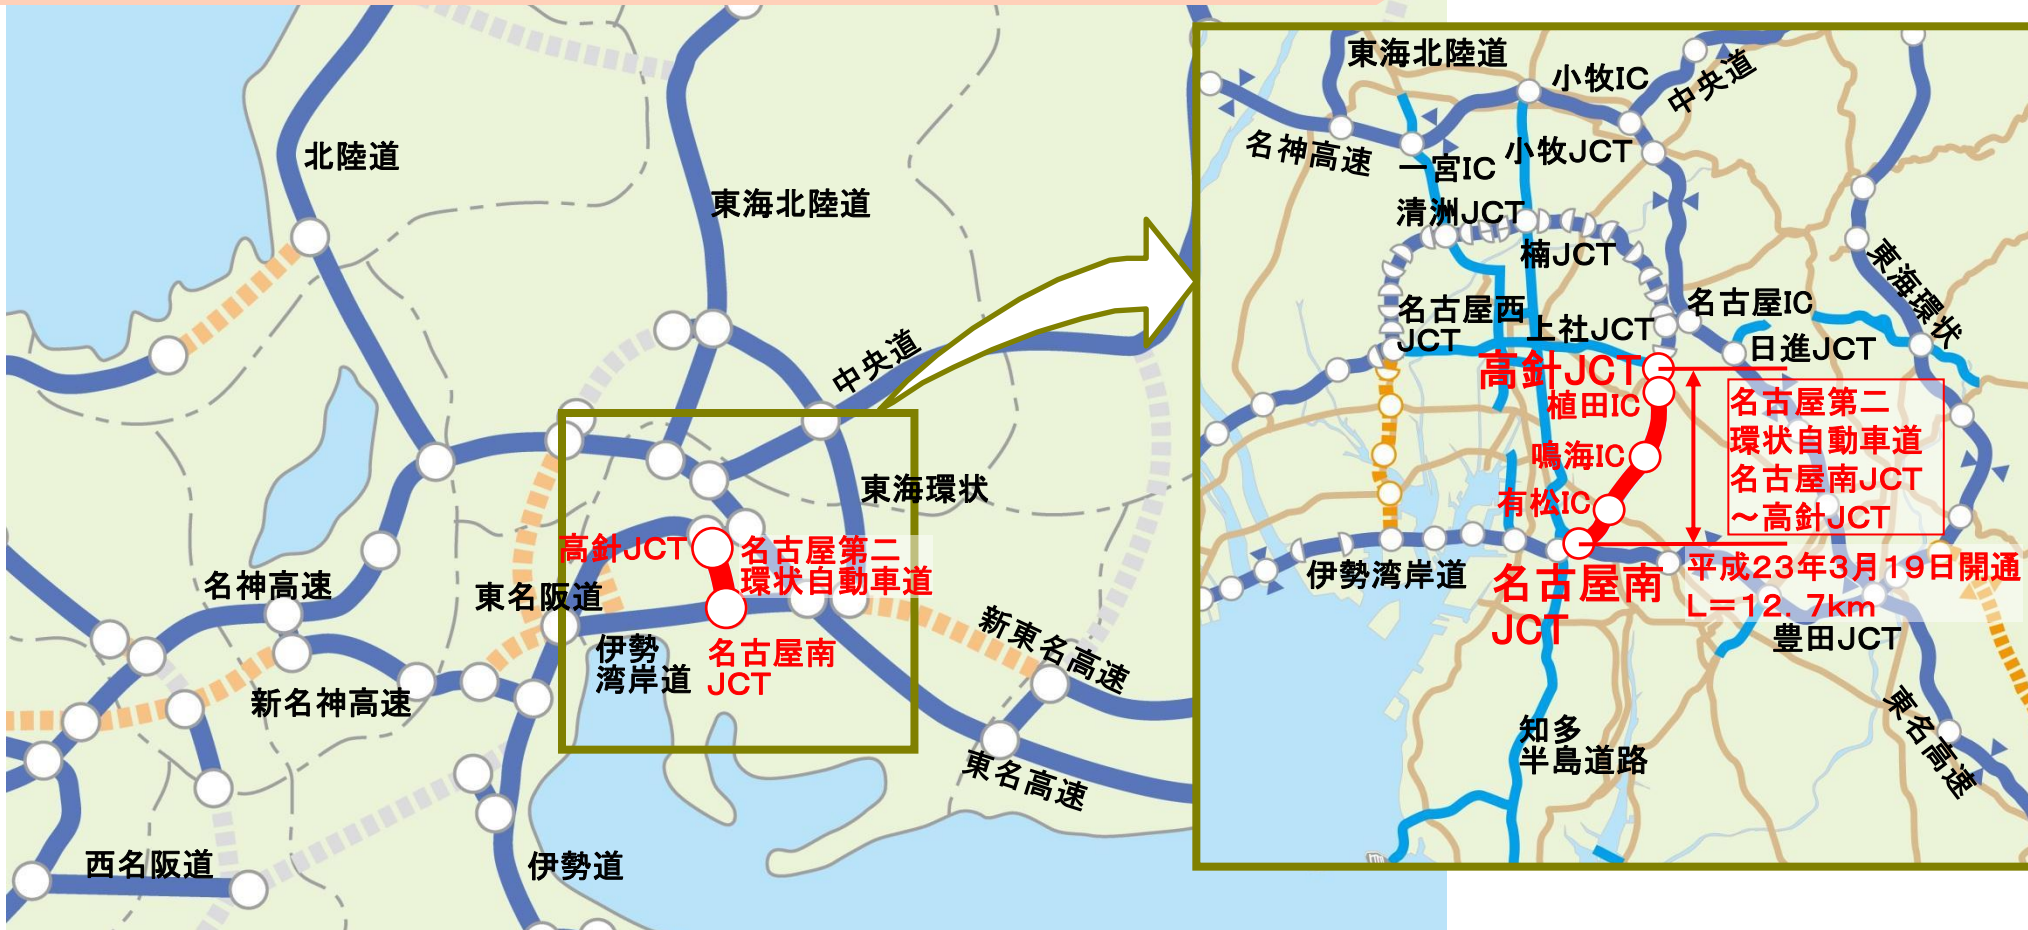 北陸道
東海北陸道
中央道
東海環状
高針JCT
名古屋第二
環状自動車道
名神高速
東名阪道
伊勢
湾岸道
名古屋南
JCT
新東名高速
新名神高速
東名高速
西名阪道
伊勢道
東海北陸道
小牧IC
中央道
名神高速
一宮IC
小牧JCT
清洲JCT
楠JCT
東海環状
名古屋西
JCT
上社JCT
名古屋IC
日進JCT
高針JCT
植田IC
鳴海IC
有松IC
名古屋第二
環状自動車道
名古屋南JCT
～高針JCT
伊勢湾岸道
名古屋南
JCT
平成23年3月19日開通
L＝12．7km
豊田JCT
東名高速
知多
半島道路